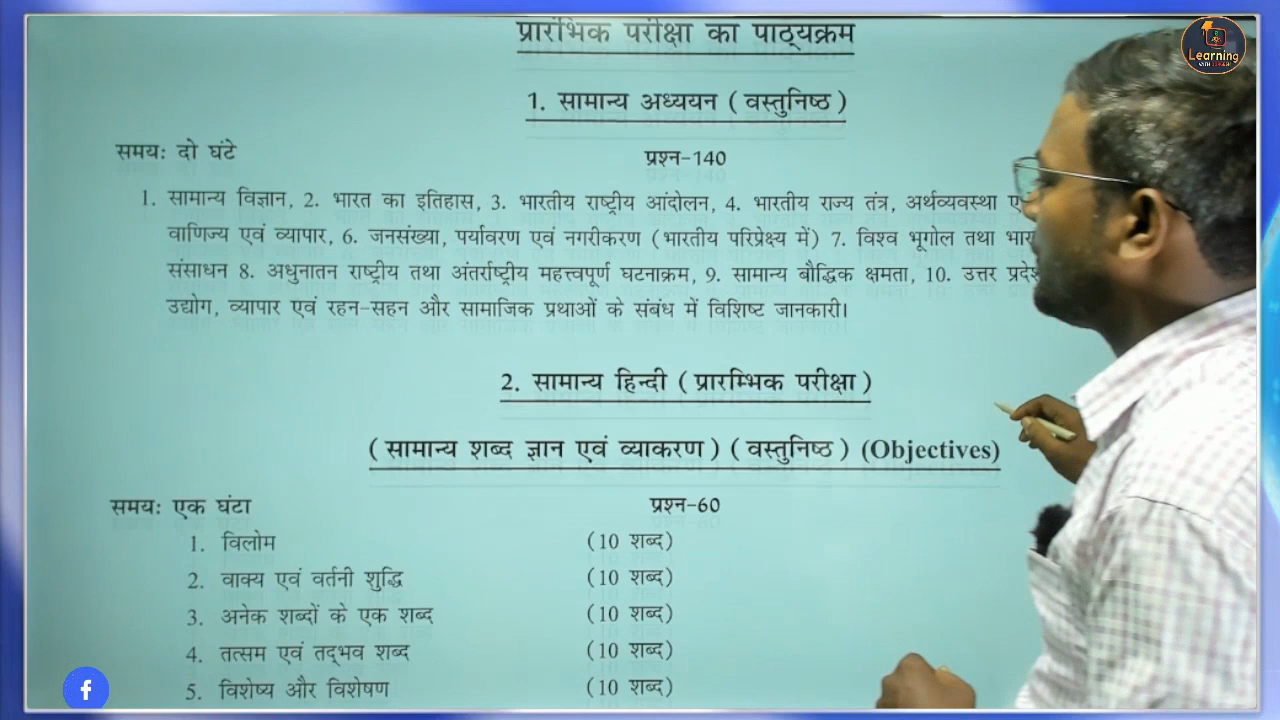 प्रारंभिक परीक्षा का पाठ्यक्रम
1. सामान्य अध्ययन (वस्तुनिष्ठ)
समयः दो घंटे प्रश्न-140
1. सामान्य विज्ञान, 2. भारत का इतिहास, 3. भारतीय राष्ट्रीय आंदोलन, 4. भारतीय राज्य तंत्र, अर्थव्यवस्था
वाणिज्य एवं व्यापार, 6. जनसंख्या, पर्यावरण एवं नगरीकरण (भारतीय परिप्रेक्ष्य में) 7. विश्व भूगोल तथा
संसाधन 8. अधुनातन राष्ट्रीय तथा अंतर्राष्ट्रीय महत्त्वपूर्ण घटनाक्रम, 9. सामान्य बौद्धिक क्षमता, 10. उत्तर
उद्योग, व्यापार एवं रहन-सहन और सामाजिक प्रथाओं के संबंध में विशिष्ट जानकारी।
2. सामान्य हिन्दी (प्रारम्भिक परीक्षा)
(सामान्य शब्द ज्ञान एवं व्याकरण) (वस्तुनिष्ठ) (Objectives)
समयः एक घंटा प्रश्न-60
1. विलोम (10 शब्द)
2. वाक्य एवं वर्तनी शुद्धि (10 शब्द)
3. अनेक शब्दों के एक शब्द (10 शब्द)
4. तत्सम एवं तद्भव शब्द (10 शब्द)
5. विशेष्य और विशेषण (10 शब्द)
Learning